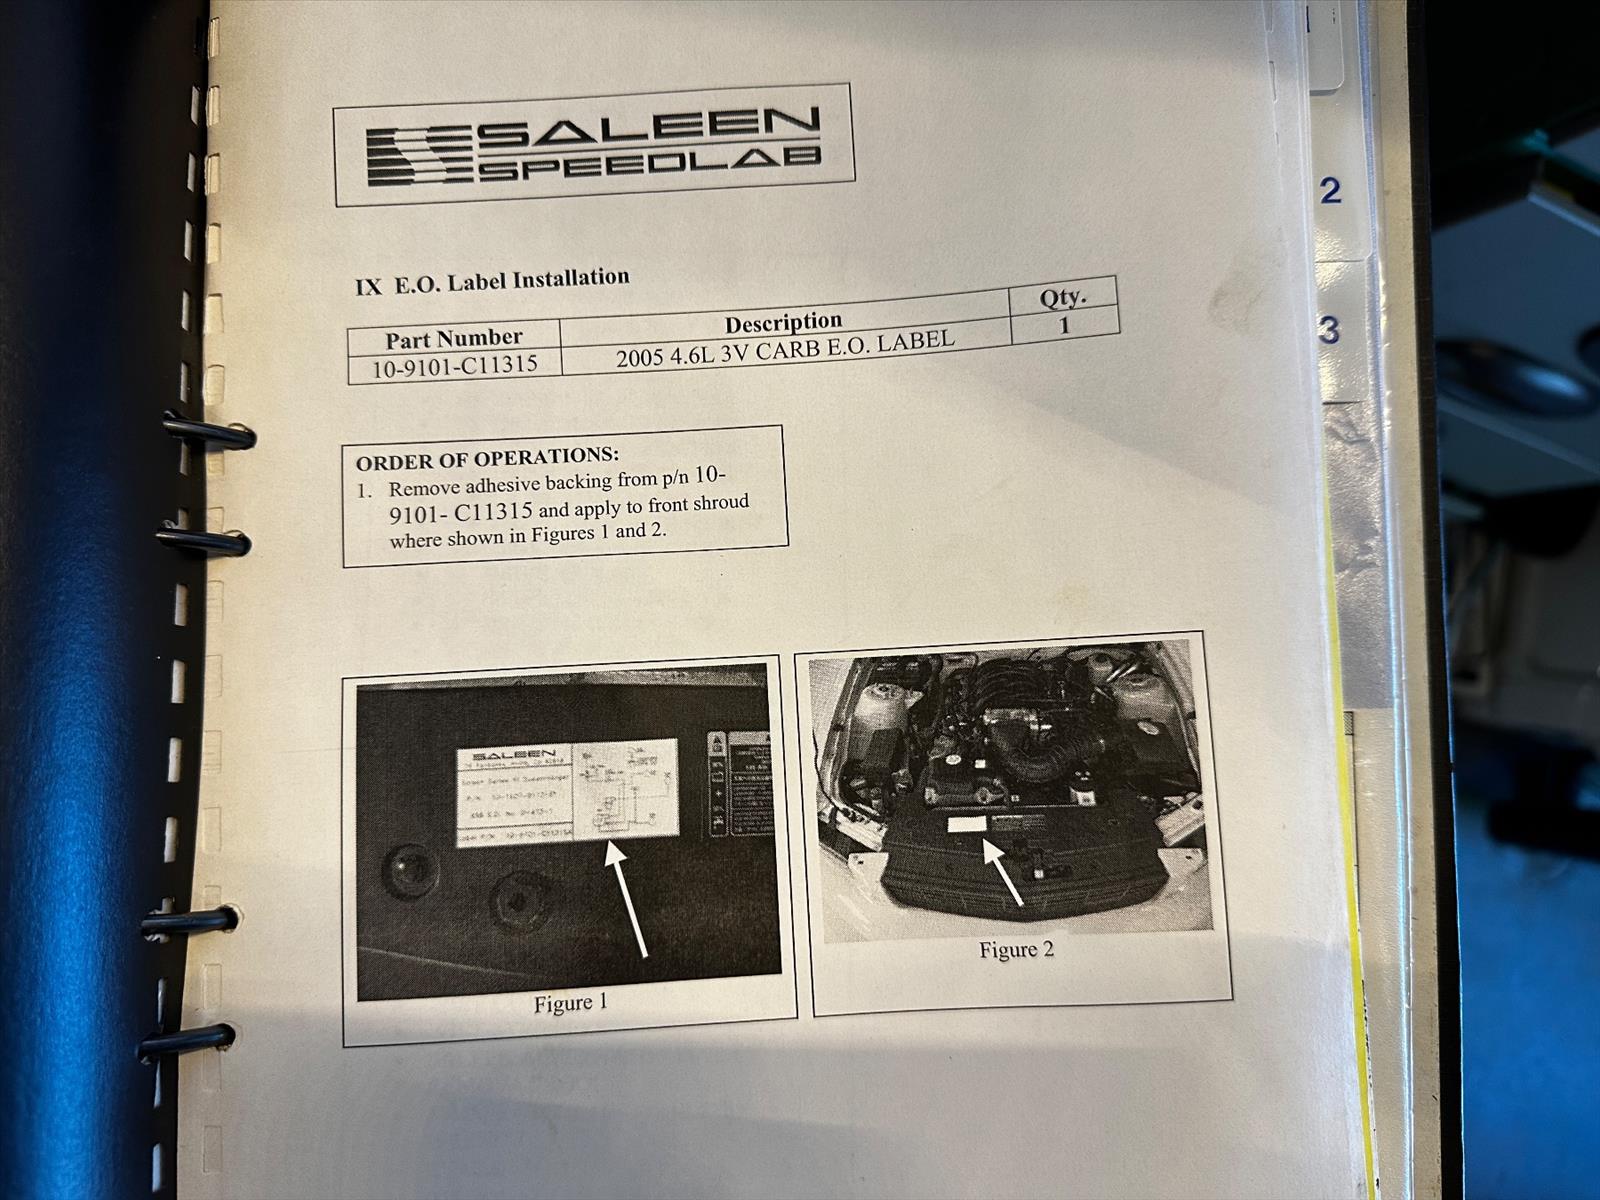 SALEEN
SPEEDLAB
2
3
IX E.O. Label Installation
Part Number Description Qty.
10-9101-C11315 2005 4.6L 3V CARB E.O. LABEL 1
ORDER OF OPERATIONS:
1. Remove adhesive backing from p/n 10-
9101- C11315 and apply to front shroud
where shown in Figures 1 and 2.
SALEEN
Figure 1
Figure 2